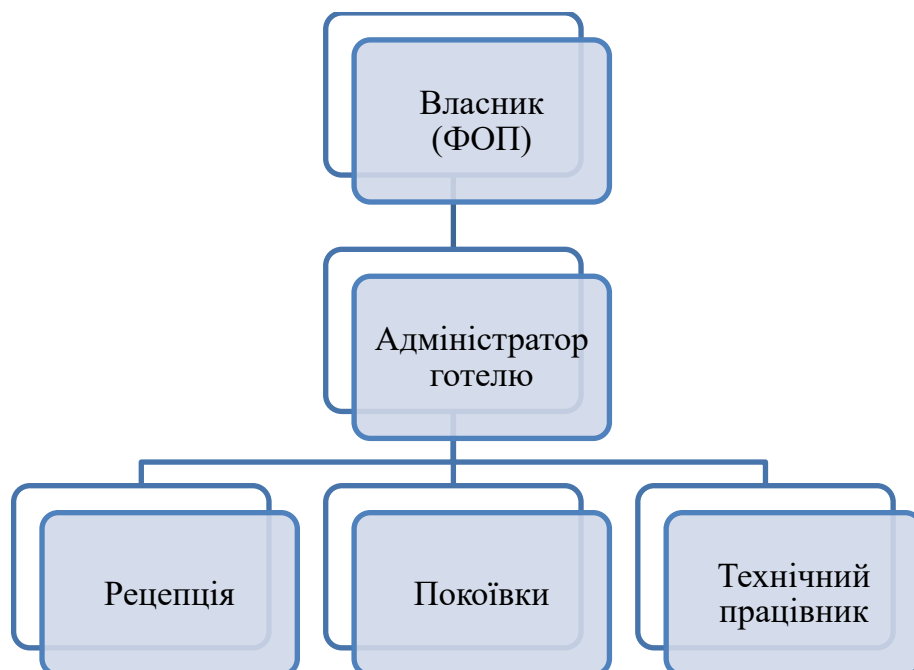 Власник
(ФОП)
Адміністратор
готелю
Рецепція
Покоївки
Технічний
працівник